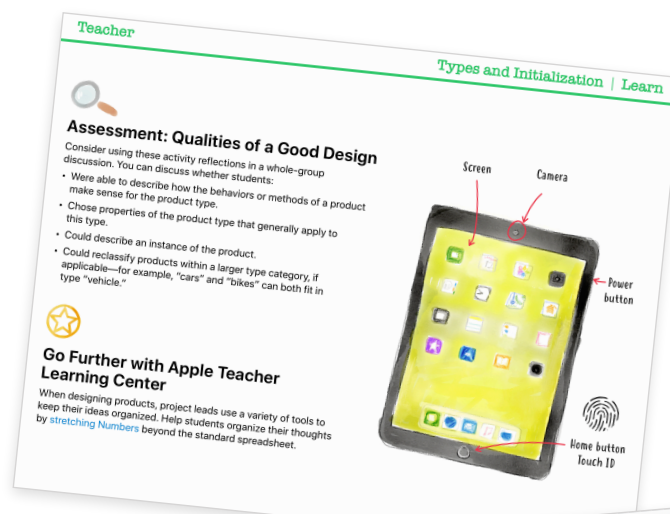 Teacher
Types and Initialization | Learn
Assessment: Qualities of a Good Design
Consider using these activity reflections in a whole-group
discussion. You can discuss whether students:
• Were able to describe how the behaviors or methods of a product
make sense for the product type.
• Chose properties of the product type that generally apply to
this type.
• Could describe an instance of the product.
• Could reclassify products within a larger type category, if
applicable—for example, “cars” and “bikes” can both fit in
type “vehicle.”
Go Further with Apple Teacher
Learning Center
When designing products, project leads use a variety of tools to
keep their ideas organized. Help students organize their thoughts
by stretching Numbers beyond the standard spreadsheet.
Screen
Camera
Power
button
Home button
Touch ID